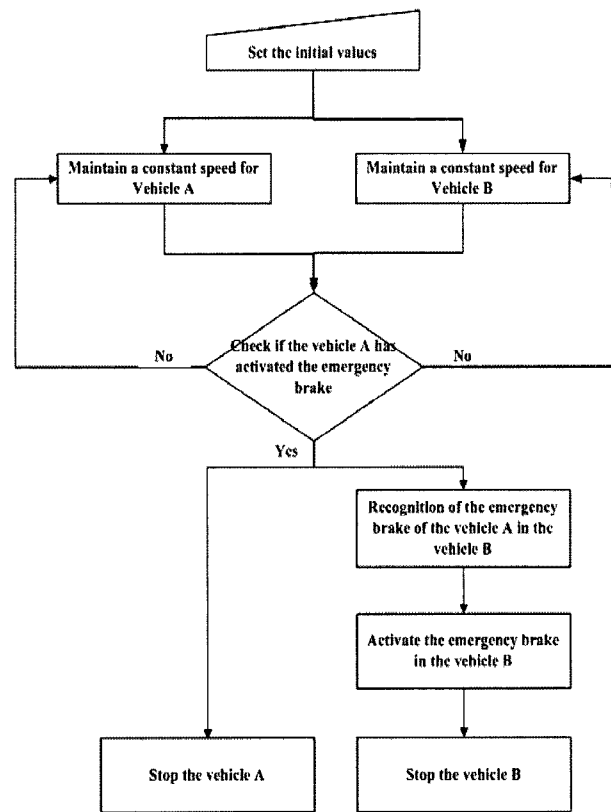 Set the initial values
Maintain a constant speed for
Vehicle A
Maintain a constant speed for
Vehicle B
Check if the vehicle A has
activated the emergency
brake
No
No
Yes
Recognition of the emergency
brake of the vehicle A in the
vehicle B
Activate the emergency brake
in the vehicle B
Stop the vehicle A
Stop the vehicle B